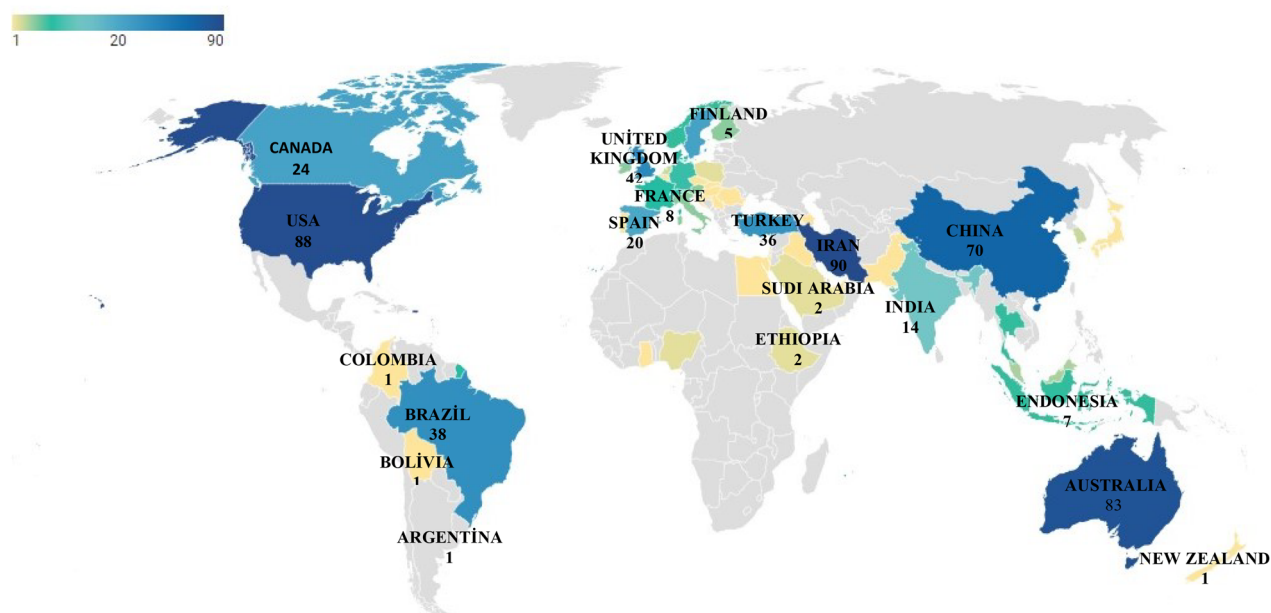 1 20 90
CANADA
24
USA
88
FINLAND
5
UNİTED
KINGDOM
42
FRANCE
8
SPAIN
20
TURKEY
36
IRAN
90
CHINA
70
SUDI ARABIA
2
INDIA
14
ETHIOPIA
2
COLOMBIA
1
BRAZİL
38
BOLİVIA
1
ARGENTİNA
1
ENDONESIA
7
AUSTRALIA
83
NEW ZEALAND
1